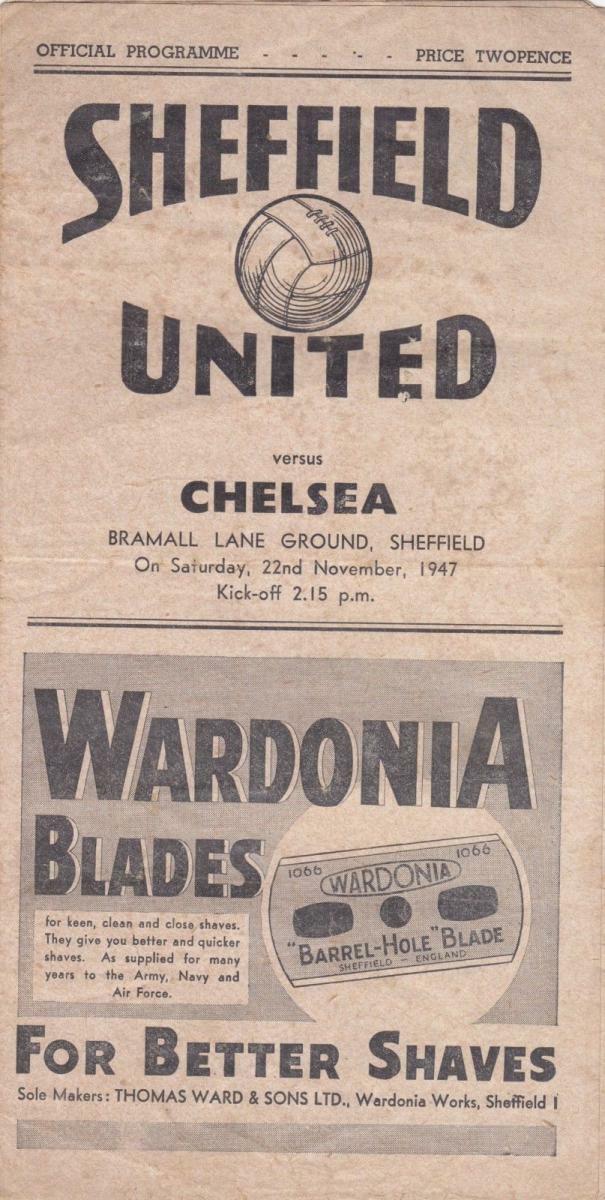 OFFICIAL PROGRAMME - - - - - PRICE TWOPENCE
SHEFFIELD
UNITED
versus
CHELSEA
BRAMALL LANE GROUND, SHEFFIELD
On Saturday, 22nd November, 1947
Kick-off 2.15 p.m.
WARDONIA
BLADES
for keen, clean and close shaves.
They give you better and quicker
shaves. As supplied for many
years to the Army, Navy and
Air Force.
1066 1066
WARDONIA
"BARREL-HOLE" BLADE
SHEFFIELD - ENGLAND
FOR BETTER SHAVES
Sole Makers: THOMAS WARD & SONS LTD., Wardonia Works, Sheffield 1